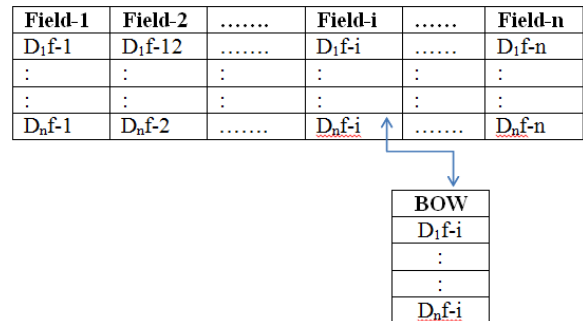 Field-1 Field-2 ……. Field-i …… Field-n
D₁f-1 D₁f-12 ……. D₁f-i …… D₁f-n
: : : : : :
: : : : : :
Dₙf-1 Dₙf-2 ……. Dₙf-i ……. Dₙf-n
BOW
D₁f-i
:
:
Dₙf-i